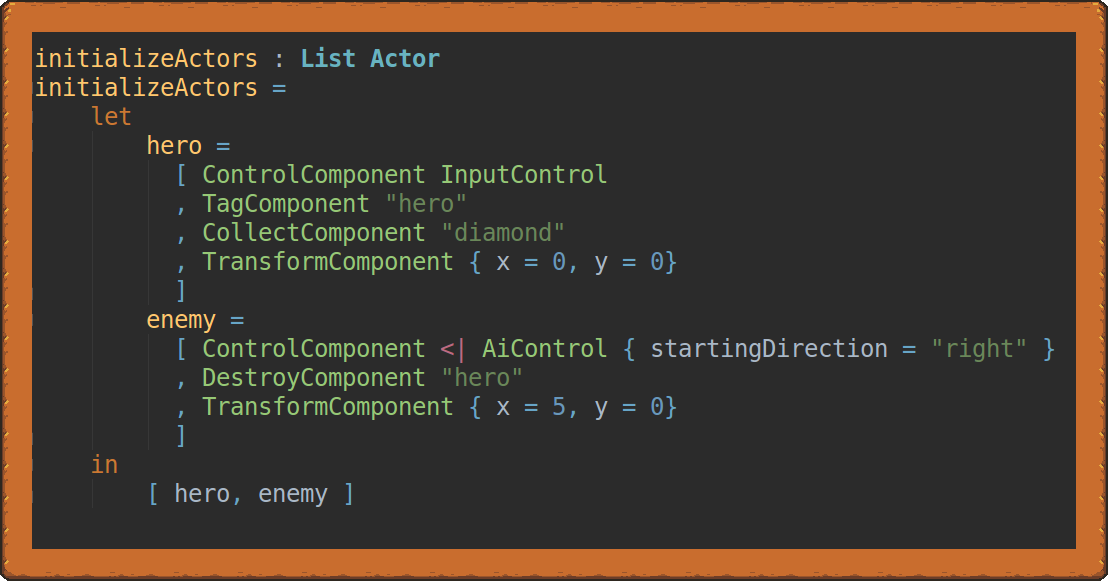 initializeActors : List Actor
initializeActors =
    let
        hero =
          [ ControlComponent InputControl
          , TagComponent "hero"
          , CollectComponent "diamond"
          , TransformComponent { x = 0, y = 0}
          ]
        enemy =
          [ ControlComponent <| AiControl { startingDirection = "right" }
          , DestroyComponent "hero"
          , TransformComponent { x = 5, y = 0}
          ]
    in
        [ hero, enemy ]